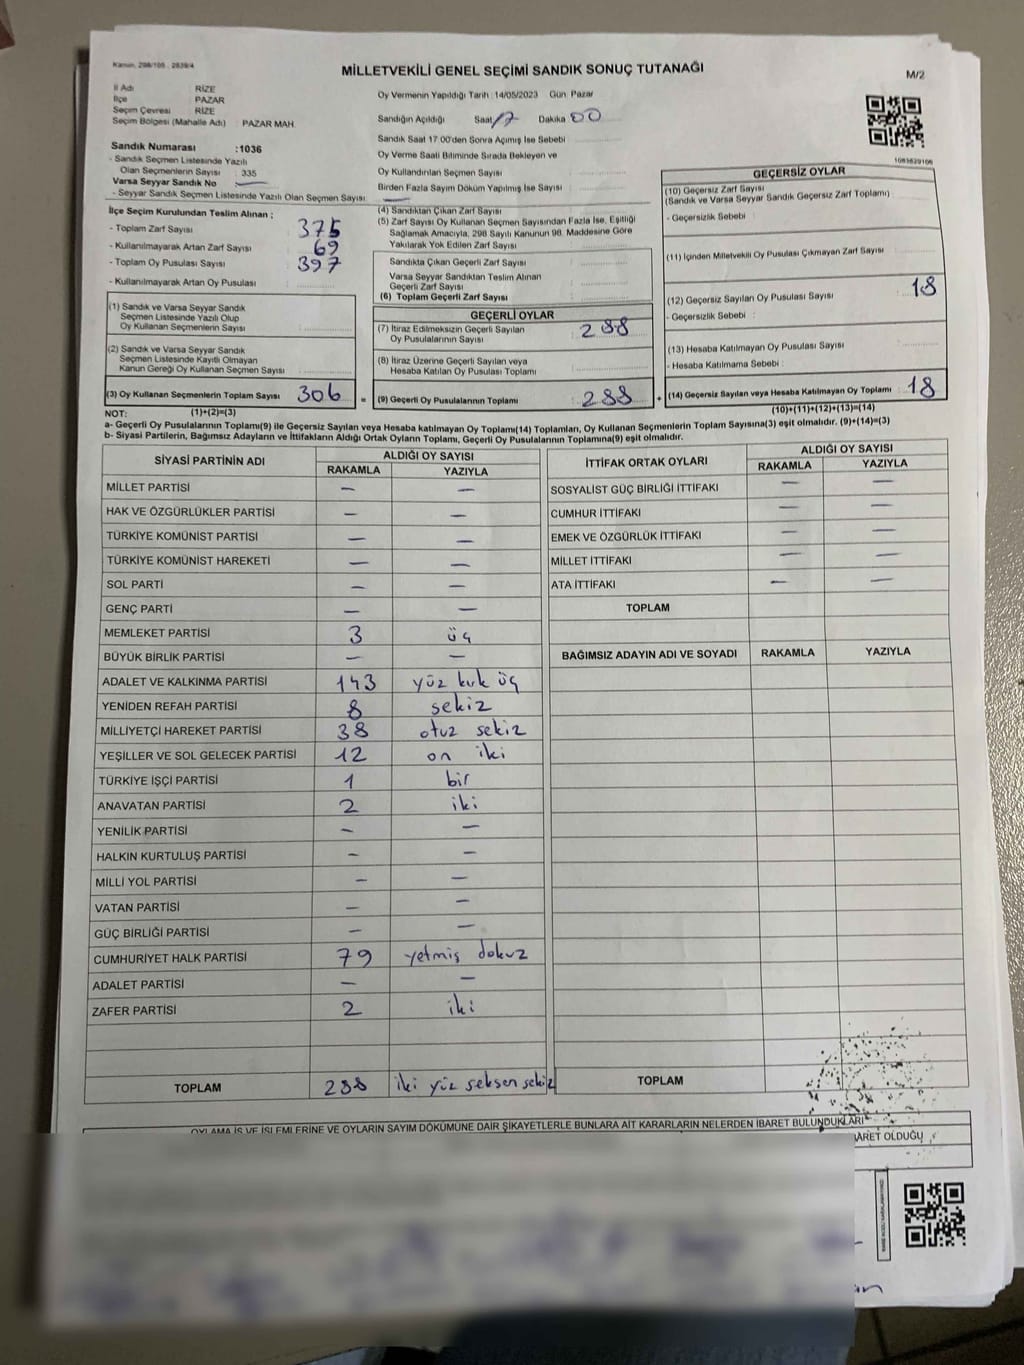 Kanun, 298/105 , 2839/4
MİLLETVEKİLİ GENEL SEÇİMİ SANDIK SONUÇ TUTANAĞI
M/2
İl Adı RİZE
İlçe PAZAR
Seçim Çevresi RİZE
Seçim Bölgesi (Mahalle Adı) PAZAR MAH.
Sandık Numarası :1036
- Sandık Seçmen Listesinde Yazılı
Olan Seçmenlerin Sayısı : 335
Varsa Seyyar Sandık No
- Seyyar Sandık Seçmen Listesinde Yazılı Olan Seçmen Sayısı
Oy Vermenin Yapıldığı Tarih :14/05/2023 Gün: Pazar
Sandığın Açıldığı Saat 17 Dakika 00
Sandık Saat 17:00'den Sonra Açılmış İse Sebebi
Oy Verme Saati Bitiminde Sırada Bekleyen ve
Oy Kullandırılan Seçmen Sayısı
Birden Fazla Sayım Döküm Yapılmış İse Sayısı
1083629106
İlçe Seçim Kurulundan Teslim Alınan ;
- Toplam Zarf Sayısı 375
- Kullanılmayarak Artan Zarf Sayısı 69
- Toplam Oy Pusulası Sayısı 397
- Kullanılmayarak Artan Oy Pusulası
(1) Sandık ve Varsa Seyyar Sandık
Seçmen Listesinde Yazılı Olup
Oy Kullanan Seçmenlerin Sayısı
(2) Sandık ve Varsa Seyyar Sandık
Seçmen Listesinde Kayıtlı Olmayan
Kanun Gereği Oy Kullanan Seçmen Sayısı
(3) Oy Kullanan Seçmenlerin Toplam Sayısı 306 =
(1)+(2)=(3)
(4) Sandıktan Çıkan Zarf Sayısı
(5) Zarf Sayısı Oy Kullanan Seçmen Sayısından Fazla İse, Eşitliği
Sağlamak Amacıyla, 298 Sayılı Kanunun 98. Maddesine Göre
Yakılarak Yok Edilen Zarf Sayısı
Sandıkta Çıkan Geçerli Zarf Sayısı
Varsa Seyyar Sandıktan Teslim Alınan
Geçerli Zarf Sayısı
(6) Toplam Geçerli Zarf Sayısı
GEÇERLİ OYLAR
(7) İtiraz Edilmeksizin Geçerli Sayılan
Oy Pusulalarının Sayısı 288
(8) İtiraz Üzerine Geçerli Sayılan veya
Hesaba Katılan Oy Pusulası Toplamı
(9) Geçerli Oy Pusulalarının Toplamı 288 +
GEÇERSİZ OYLAR
(10) Geçersiz Zarf Sayısı
(Sandık ve Varsa Seyyar Sandık Geçersiz Zarf Toplamı)
- Geçersizlik Sebebi
(11) İçinden Milletvekili Oy Pusulası Çıkmayan Zarf Sayısı
(12) Geçersiz Sayılan Oy Pusulası Sayısı 18
- Geçersizlik Sebebi :
(13) Hesaba Katılmayan Oy Pusulası Sayısı
- Hesaba Katılmama Sebebi :
(14) Geçersiz Sayılan veya Hesaba Katılmayan Oy Toplamı 18
(10)+(11)+(12)+(13)=(14)
NOT:
a- Geçerli Oy Pusulalarının Toplamı(9) ile Geçersiz Sayılan veya Hesaba katılmayan Oy Toplamı(14) Toplamları, Oy Kullanan Seçmenlerin Toplam Sayısına(3) eşit olmalıdır. (9)+(14)=(3)
b- Siyasi Partilerin, Bağımsız Adayların ve İttifakların Aldığı Ortak Oyların Toplamı, Geçerli Oy Pusulalarının Toplamına(9) eşit olmalıdır.
SİYASİ PARTİNİN ADI ALDIĞI OY SAYISI
RAKAMLA YAZIYLA
MİLLET PARTİSİ — —
HAK VE ÖZGÜRLÜKLER PARTİSİ — —
TÜRKİYE KOMÜNİST PARTİSİ — —
TÜRKİYE KOMÜNİST HAREKETİ — —
SOL PARTİ — —
GENÇ PARTİ — —
MEMLEKET PARTİSİ 3 üç
BÜYÜK BİRLİK PARTİSİ — —
ADALET VE KALKINMA PARTİSİ 143 yüz kırk üç
YENİDEN REFAH PARTİSİ 8 sekiz
MİLLİYETÇİ HAREKET PARTİSİ 38 otuz sekiz
YEŞİLLER VE SOL GELECEK PARTİSİ 12 on iki
TÜRKİYE İŞÇİ PARTİSİ 1 bir
ANAVATAN PARTİSİ 2 iki
YENİLİK PARTİSİ — —
HALKIN KURTULUŞ PARTİSİ — —
MİLLİ YOL PARTİSİ — —
VATAN PARTİSİ — —
GÜÇ BİRLİĞİ PARTİSİ — —
CUMHURİYET HALK PARTİSİ 79 yetmiş dokuz
ADALET PARTİSİ — —
ZAFER PARTİSİ 2 iki
TOPLAM 288 iki yüz seksen sekiz
İTTİFAK ORTAK OYLARI ALDIĞI OY SAYISI
RAKAMLA YAZIYLA
SOSYALİST GÜÇ BİRLİĞİ İTTİFAKI — —
CUMHUR İTTİFAKI — —
EMEK VE ÖZGÜRLÜK İTTİFAKI — —
MİLLET İTTİFAKI — —
ATA İTTİFAKI — —
TOPLAM
BAĞIMSIZ ADAYIN ADI VE SOYADI RAKAMLA YAZIYLA
TOPLAM
OYLAMA İŞ VE İŞLEMLERİNE VE OYLARIN SAYIM DÖKÜMÜNE DAİR ŞİKAYETLERLE BUNLARA AİT KARARLARIN NELERDEN İBARET BULUNDUKLARI
OLDUĞU